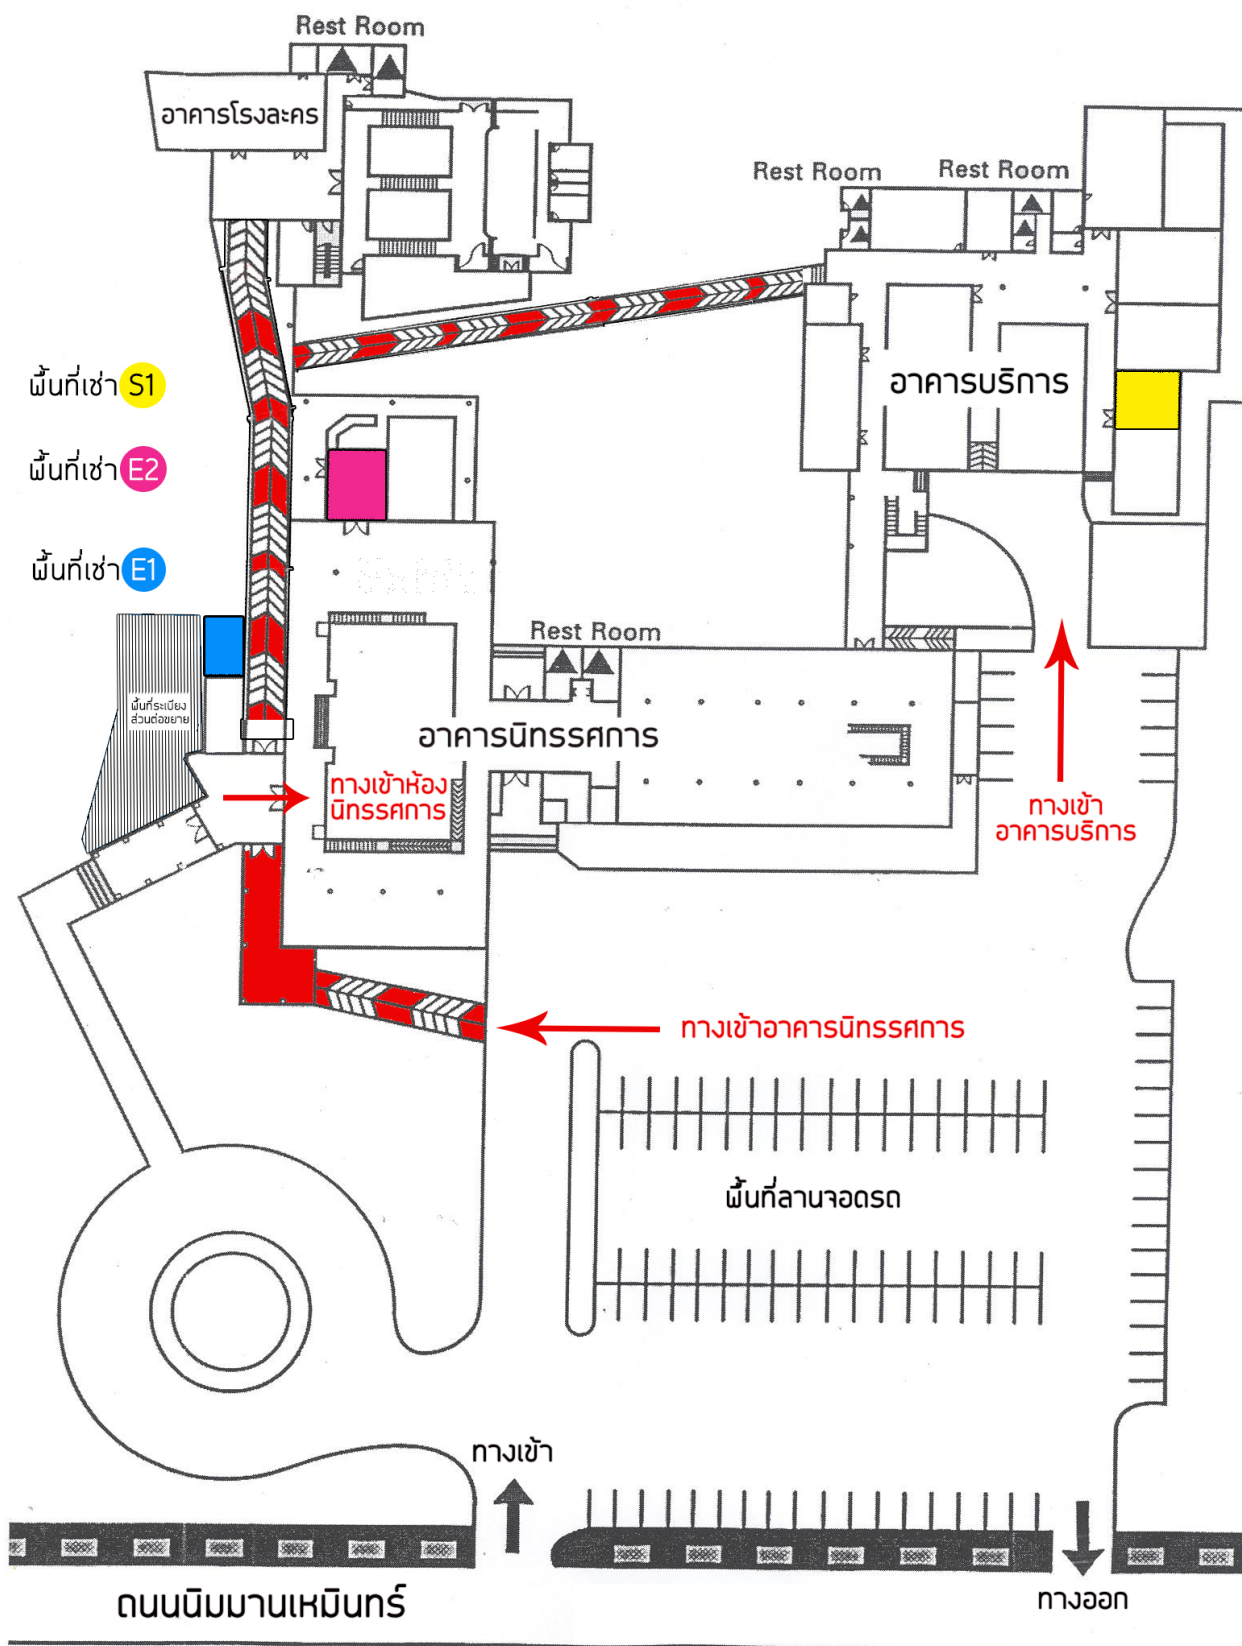 Rest Room
อาคารโรงละคร
Rest Room
Rest Room
พื้นที่เช่า S1
อาคารบริการ
พื้นที่เช่า E2
พื้นที่เช่า E1
Rest Room
พื้นที่ระเบียง
ส่วนต่อขยาย
อาคารนิทรรศการ
ทางเข้าห้อง
นิทรรศการ
ทางเข้า
อาคารบริการ
ทางเข้าอาคารนิทรรศการ
พื้นที่ลานจอดรถ
ทางเข้า
ถนนนิมมานเหมินทร์
ทางออก